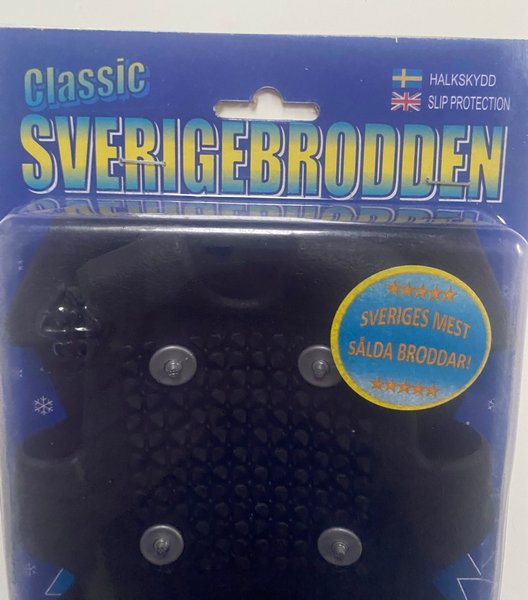 Classic
HALKSKYDD
SLIP PROTECTION
SVERIGEBRODDEN
SVERIGES MEST
SÅLDA BRODDAR!